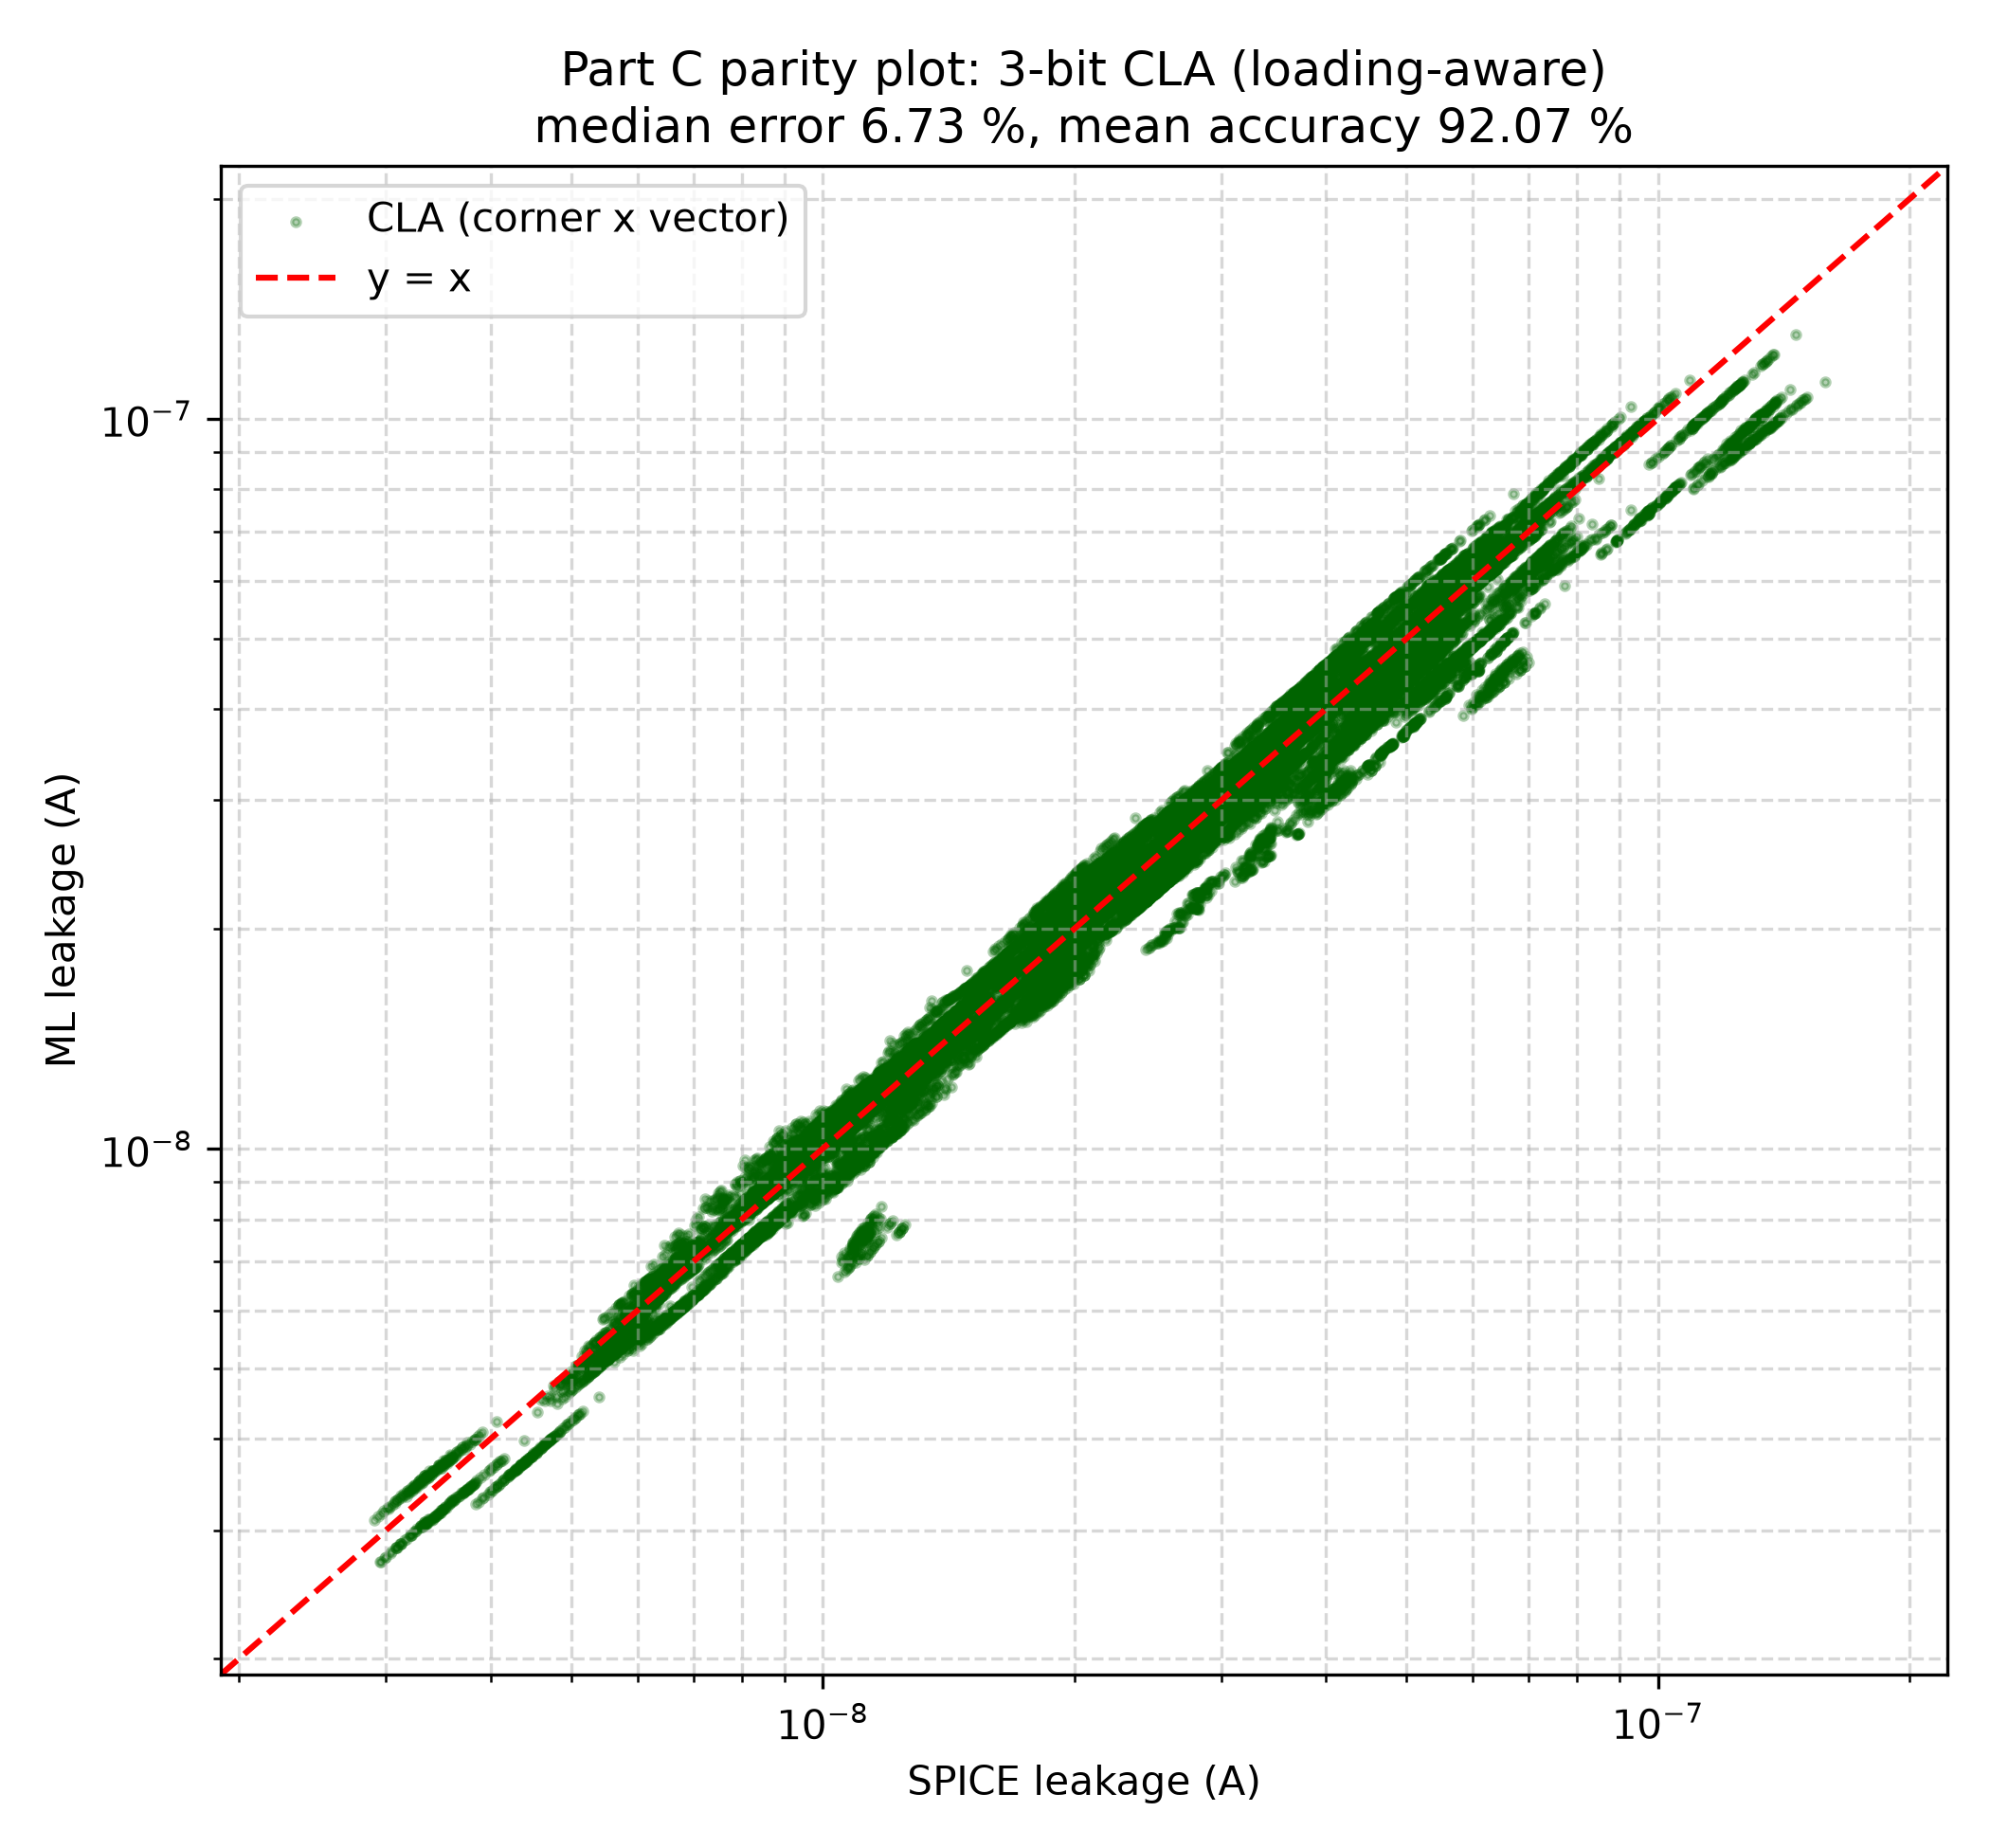 Part C parity plot: 3-bit CLA (loading-aware)
median error 6.73 %, mean accuracy 92.07 %
CLA (corner x vector)
y = x
ML leakage (A)
10⁻⁷
10⁻⁸
10⁻⁸
10⁻⁷
SPICE leakage (A)